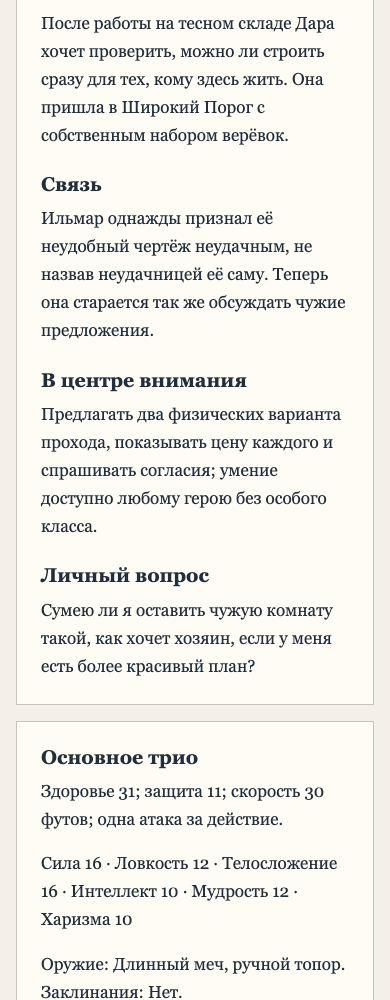 После работы на тесном складе Дара
хочет проверить, можно ли строить
сразу для тех, кому здесь жить. Она
пришла в Широкий Порог с
собственным набором верёвок.
Связь
Ильмар однажды признал её
неудобный чертёж неудачным, не
назвав неудачницей её саму. Теперь
она старается так же обсуждать чужие
предложения.
В центре внимания
Предлагать два физических варианта
прохода, показывать цену каждого и
спрашивать согласия; умение
доступно любому герою без особого
класса.
Личный вопрос
Сумею ли я оставить чужую комнату
такой, как хочет хозяин, если у меня
есть более красивый план?
Основное трио
Здоровье 31; защита 11; скорость 30
футов; одна атака за действие.
Сила 16 · Ловкость 12 · Телосложение
16 · Интеллект 10 · Мудрость 12 ·
Харизма 10
Оружие: Длинный меч, ручной топор.
Заклинания: Нет.